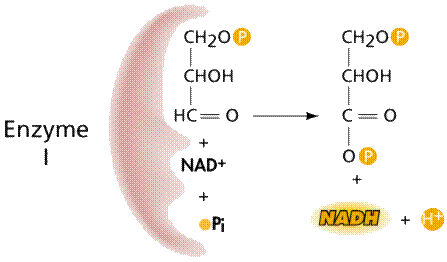 Enzyme
I
CH2O P
CHOH
HC = O
+
NAD+
+
Pi
CH2O P
CHOH
C = O
O P
+
NADH + H+